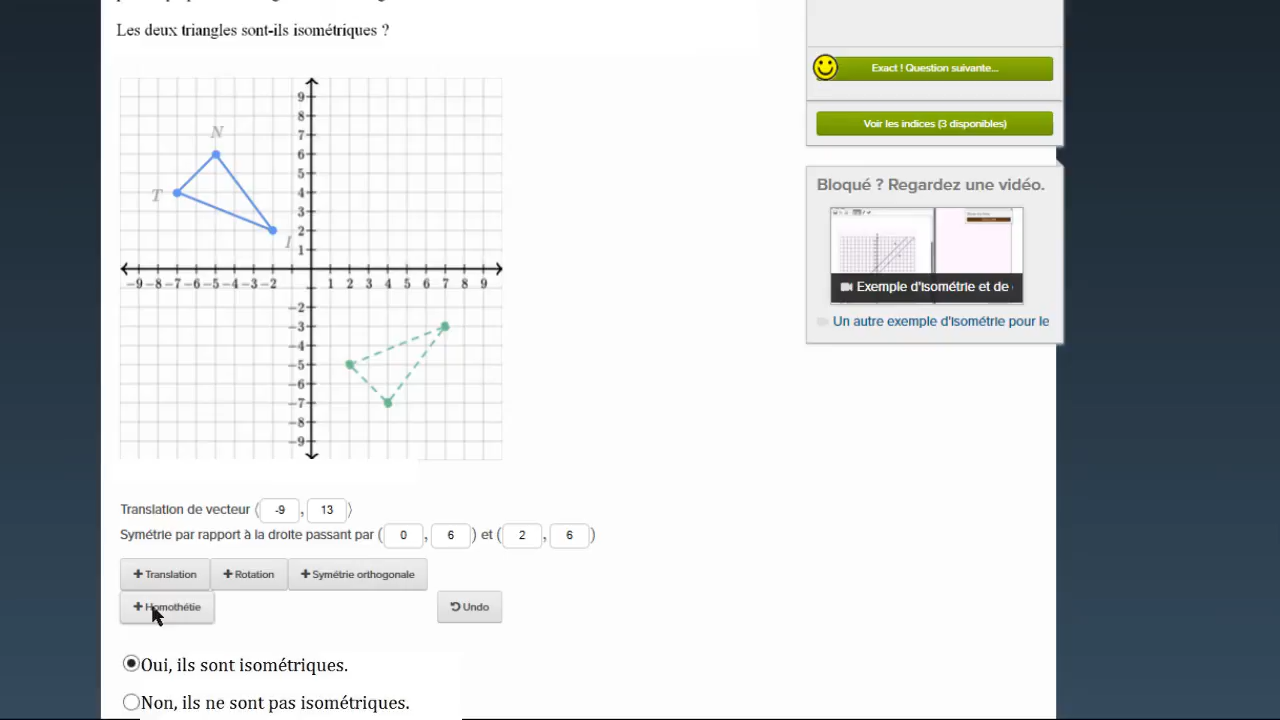 Les deux triangles sont-ils isométriques ?
Exact ! Question suivante...
Voir les indices (3 disponibles)
Bloqué ? Regardez une vidéo.
Exemple d'isométrie et de
Un autre exemple d'isométrie pour le
N
T
I
9
8
7
6
5
4
3
2
1
-9 -8 -7 -6 -5 -4 -3 -2 1 2 3 4 5 6 7 8 9
-2
-3
-4
-5
-6
-7
-8
-9
Translation de vecteur ( -9 , 13 )
Symétrie par rapport à la droite passant par ( 0 , 6 ) et ( 2 , 6 )
+ Translation + Rotation + Symétrie orthogonale
+ Homothétie Undo
Oui, ils sont isométriques.
Non, ils ne sont pas isométriques.